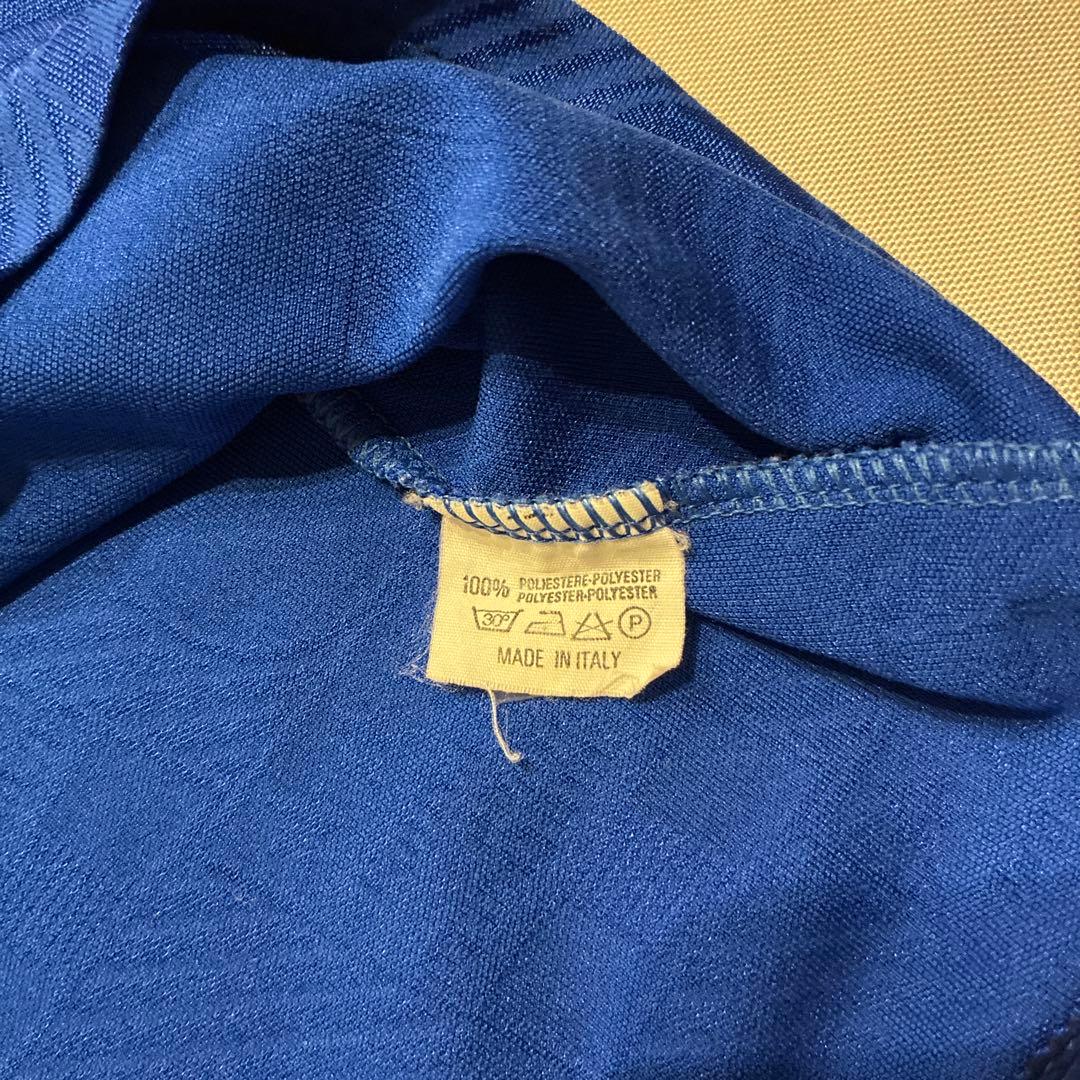 100% POLIESTERE-POLYESTER
POLYESTER-POLYESTER
30° P
MADE IN ITALY